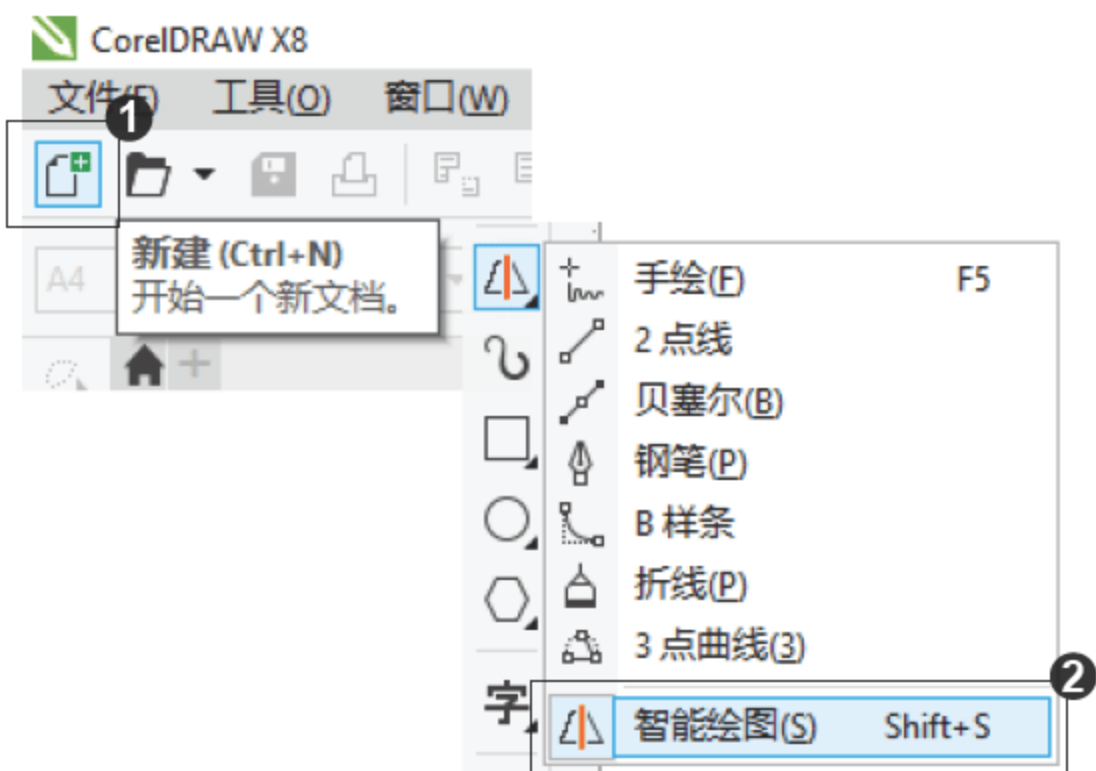 CorelDRAW X8
文件(F) 工具(O) 窗口(W)
1
新建 (Ctrl+N)
开始一个新文档。
A4
手绘(F) F5
2 点线
贝塞尔(B)
钢笔(P)
B 样条
折线(P)
3 点曲线(3)
2
字
智能绘图(S) Shift+S